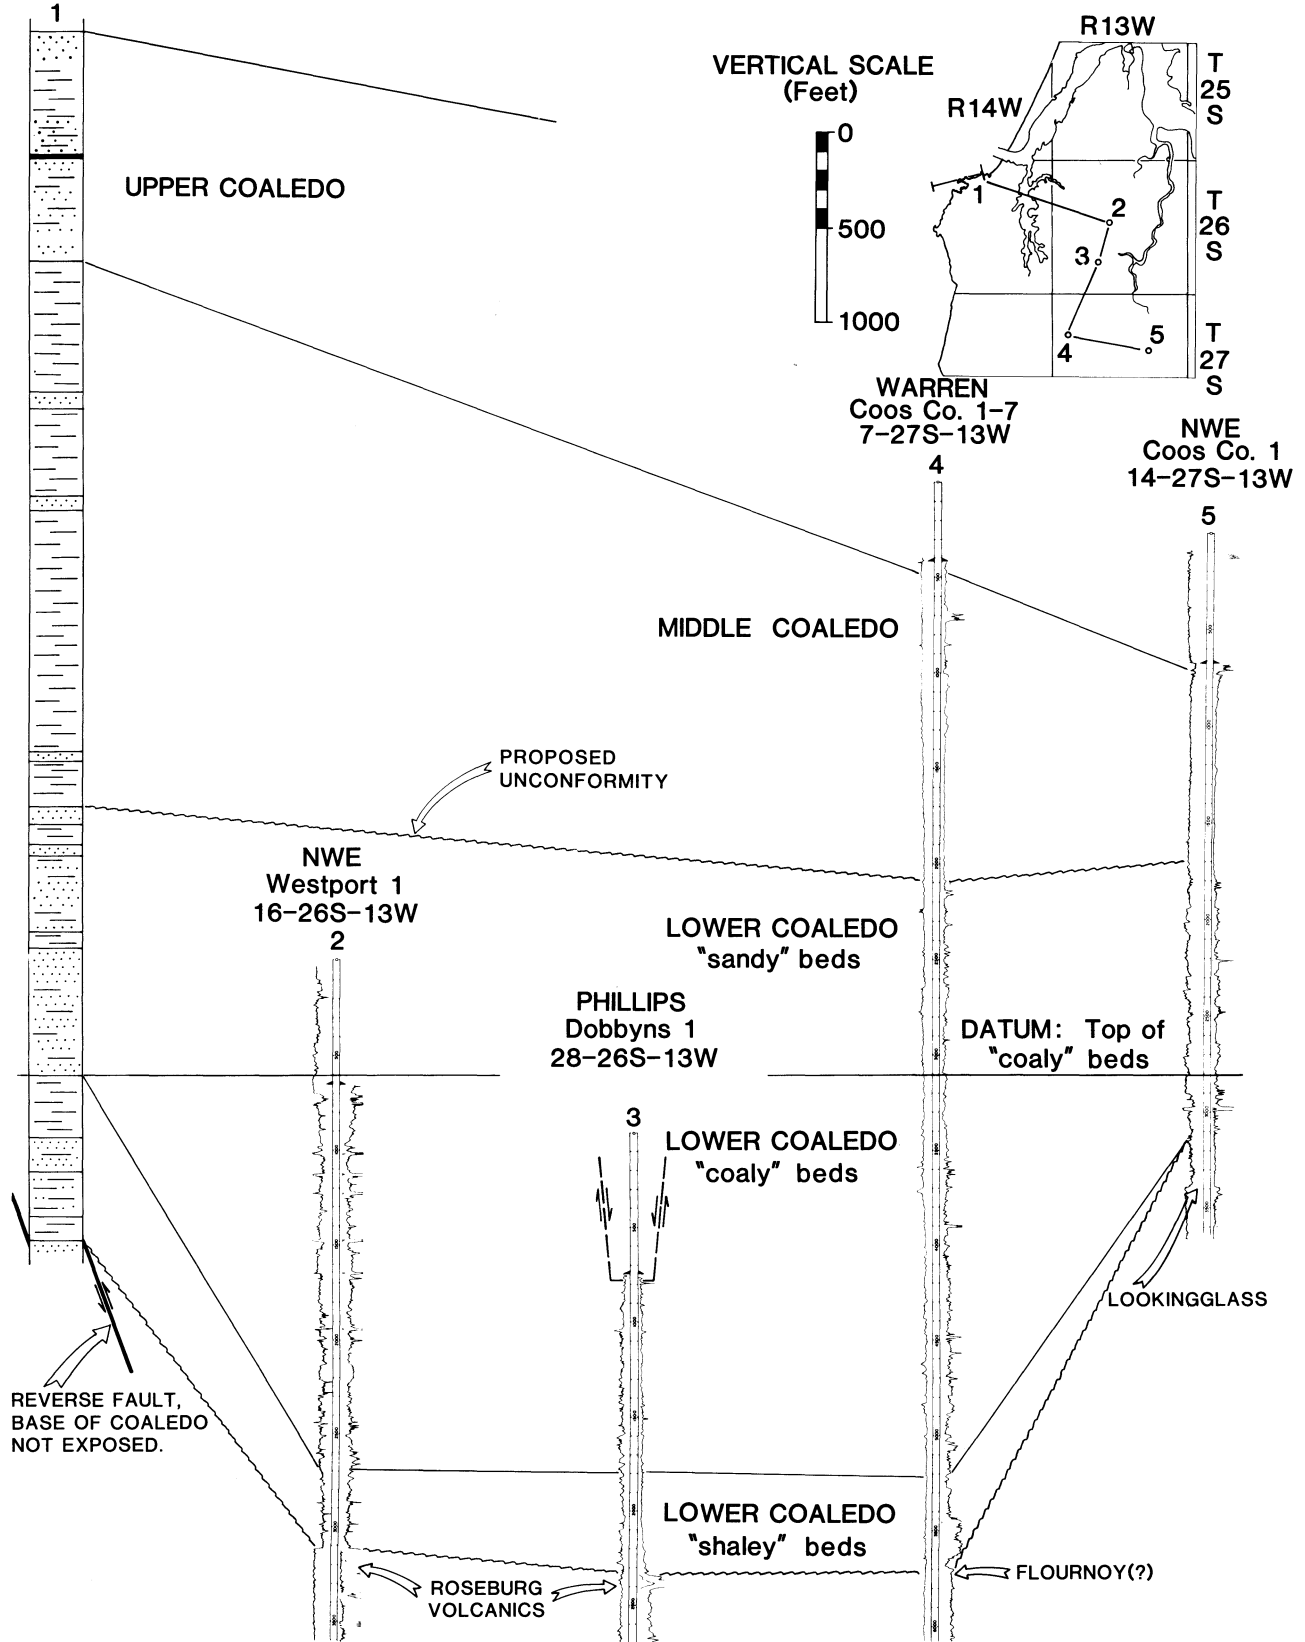 1
R13W
VERTICAL SCALE
(Feet)
0
500
1000
R14W
T
25
S
T
26
S
T
27
S
1
2
3
4
5
UPPER COALEDO
WARREN
Coos Co. 1-7
7-27S-13W
4
NWE
Coos Co. 1
14-27S-13W
5
MIDDLE COALEDO
PROPOSED
UNCONFORMITY
NWE
Westport 1
16-26S-13W
2
LOWER COALEDO
"sandy" beds
PHILLIPS
Dobbyns 1
28-26S-13W
DATUM: Top of
"coaly" beds
3
LOWER COALEDO
"coaly" beds
LOOKINGGLASS
REVERSE FAULT,
BASE OF COALEDO
NOT EXPOSED.
LOWER COALEDO
"shaley" beds
ROSEBURG
VOLCANICS
FLOURNOY(?)